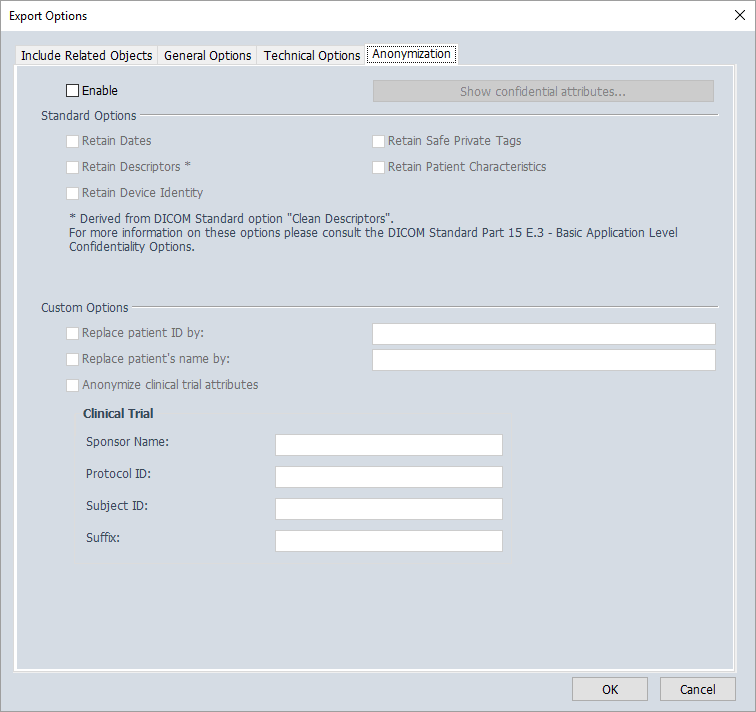 Export Options
Include Related Objects General Options Technical Options Anonymization
Enable Show confidential attributes...
Standard Options
Retain Dates Retain Safe Private Tags
Retain Descriptors * Retain Patient Characteristics
Retain Device Identity
* Derived from DICOM Standard option "Clean Descriptors".
For more information on these options please consult the DICOM Standard Part 15 E.3 - Basic Application Level
Confidentiality Options.
Custom Options
Replace patient ID by:
Replace patient's name by:
Anonymize clinical trial attributes
Clinical Trial
Sponsor Name:
Protocol ID:
Subject ID:
Suffix:
OK Cancel